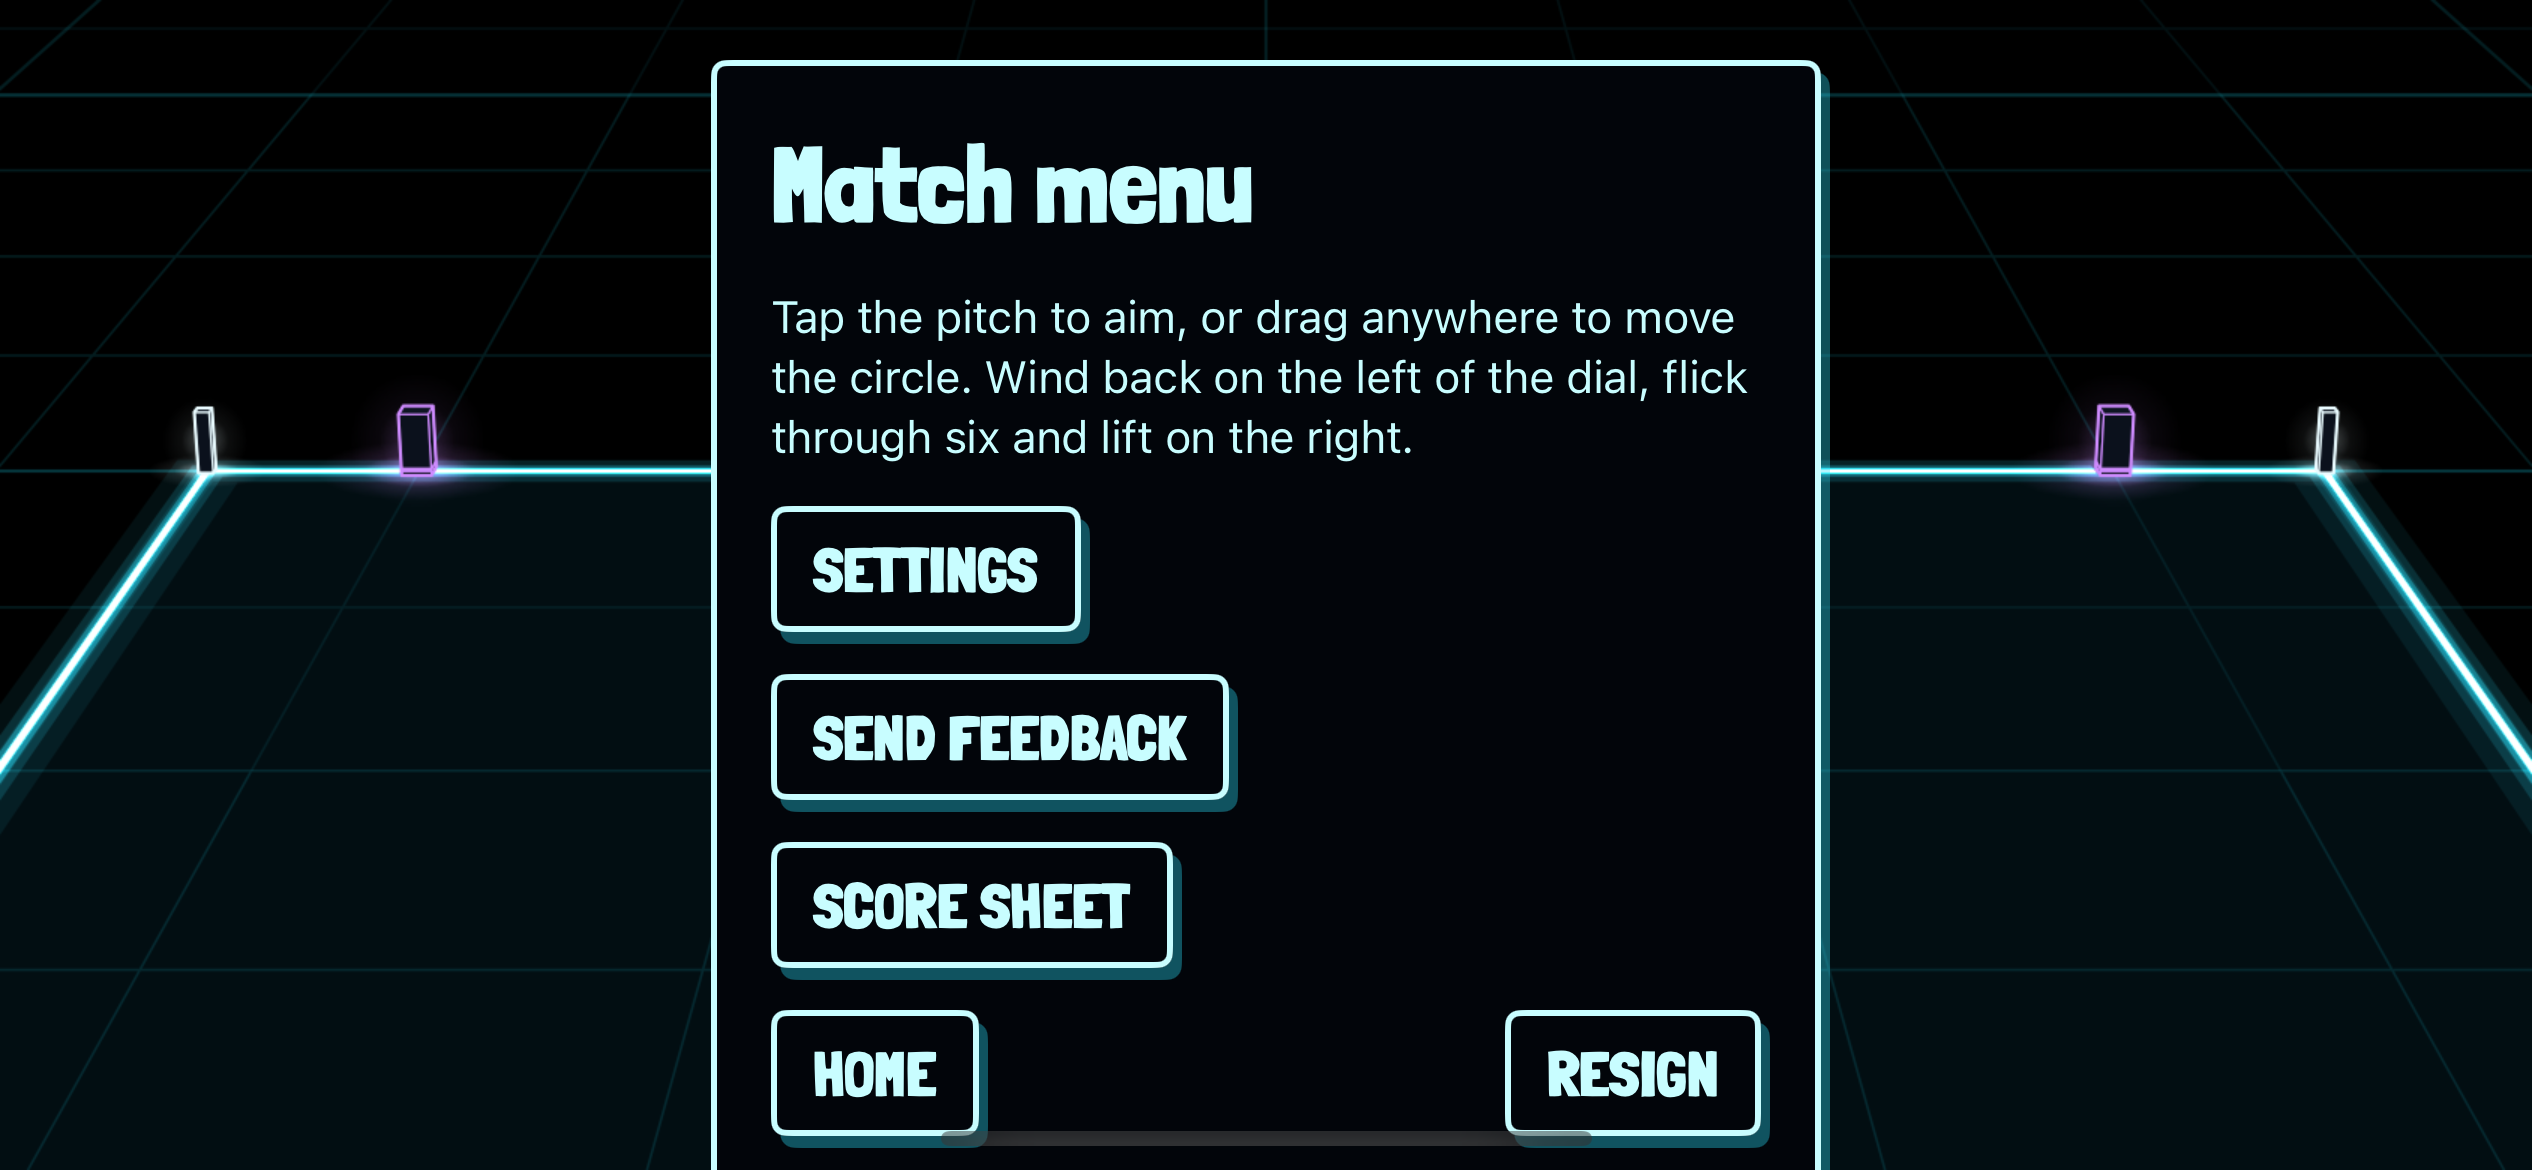 Match menu
Tap the pitch to aim, or drag anywhere to move
the circle. Wind back on the left of the dial, flick
through six and lift on the right.
SETTINGS
SEND FEEDBACK
SCORE SHEET
HOME RESIGN